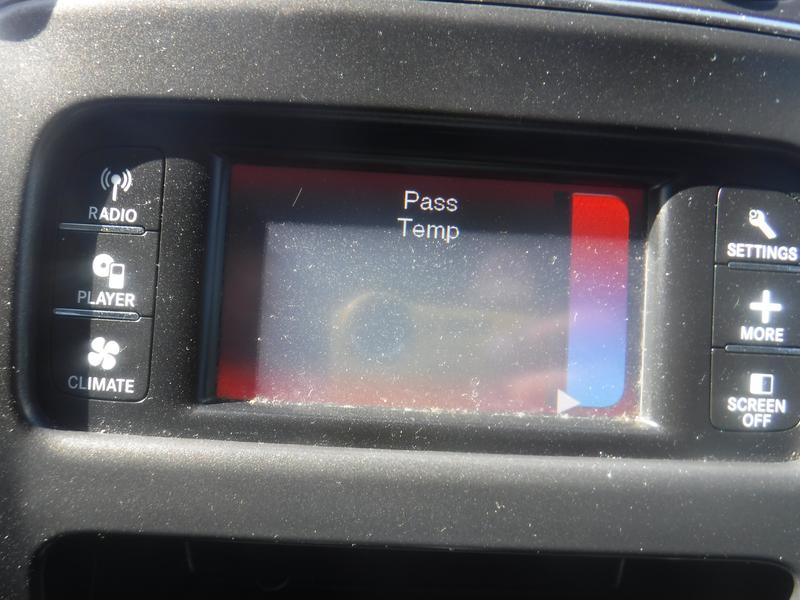 RADIO
PLAYER
CLIMATE
Pass
Temp
SETTINGS
MORE
SCREEN
OFF